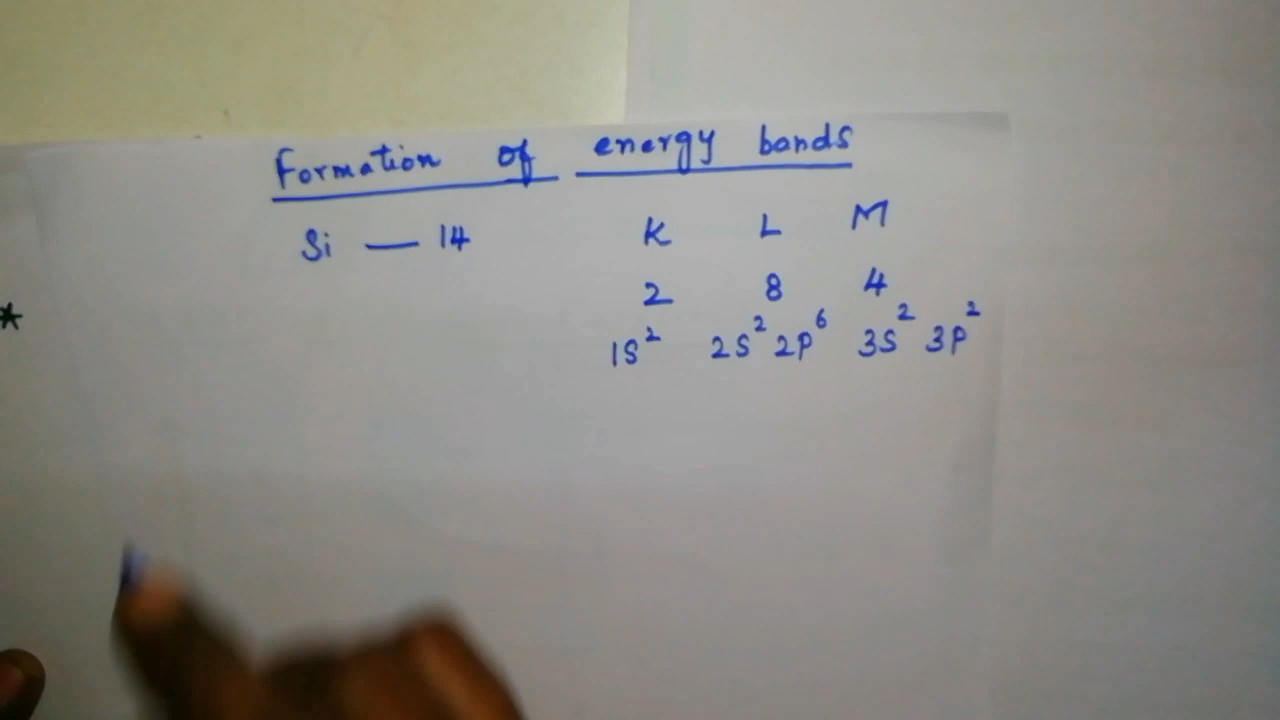 Formation of energy bands
Si — 14 K L M
2 8 4
1s² 2s² 2p⁶ 3s² 3p²
*